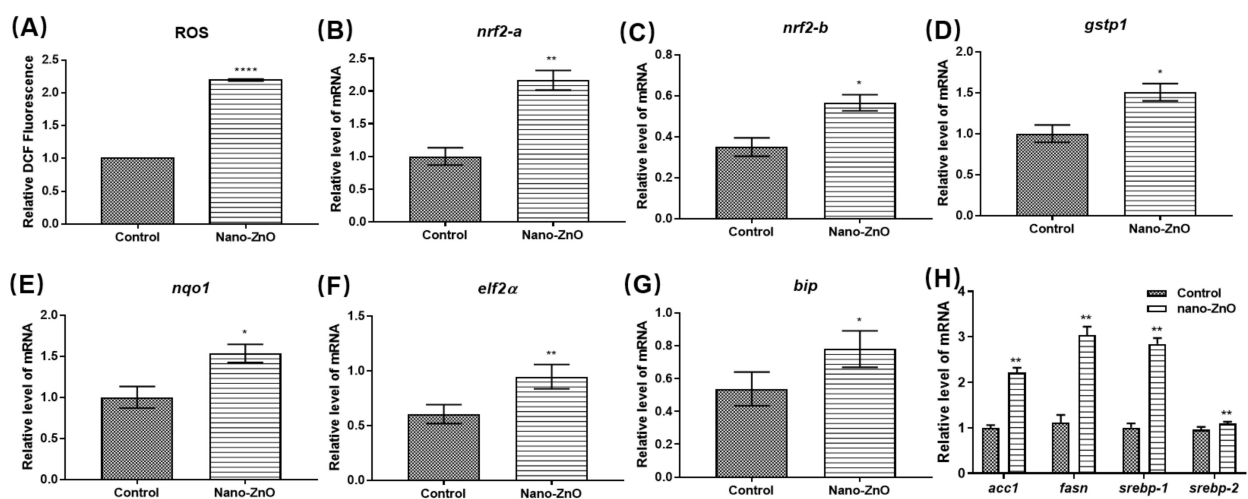 (A)
ROS
Relative DCF Fluorescence
2.5
2.0
1.5
1.0
0.5
0.0
****
Control
Nano-ZnO
(B)
nrf2-a
Relative level of mRNA
2.5
2.0
1.5
1.0
0.5
0.0
**
Control
Nano-ZnO
(C)
nrf2-b
Relative level of mRNA
0.8
0.6
0.4
0.2
0.0
*
Control
Nano-ZnO
(D)
gstp1
Relative level of mRNA
2.0
1.5
1.0
0.5
0.0
*
Control
Nano-ZnO
(E)
nqo1
Relative level of mRNA
2.0
1.5
1.0
0.5
0.0
*
Control
Nano-ZnO
(F)
elf2α
Relative level of mRNA
1.5
1.0
0.5
0.0
**
Control
Nano-ZnO
(G)
bip
Relative level of mRNA
1.0
0.8
0.6
0.4
0.2
0.0
*
Control
Nano-ZnO
(H)
Relative level of mRNA
4
3
2
1
0
Control
nano-ZnO
**
**
**
**
acc1
fasn
srebp-1
srebp-2